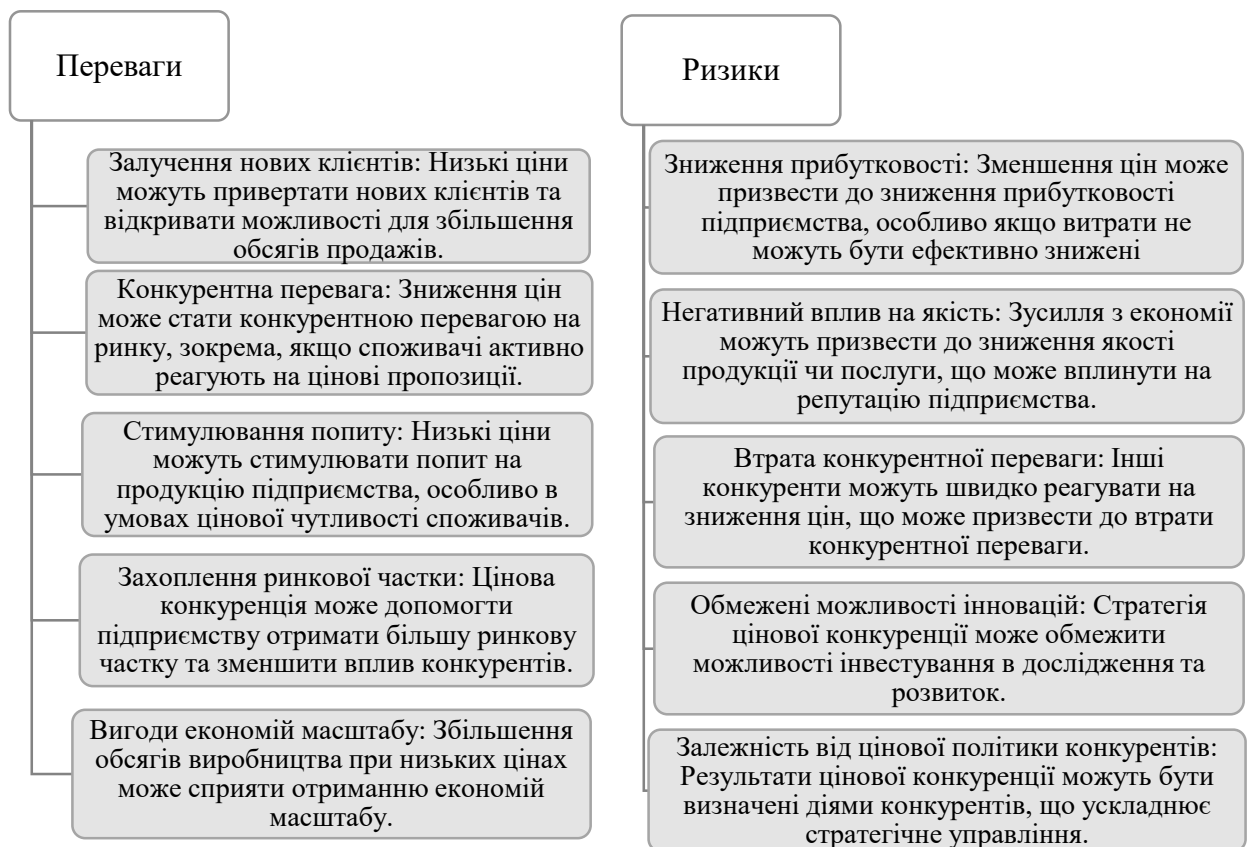 Переваги
Залучення нових клієнтів: Низькі ціни
можуть привертати нових клієнтів та
відкривати можливості для збільшення
обсягів продажів.
Конкурентна перевага: Зниження цін
може стати конкурентною перевагою на
ринку, зокрема, якщо споживачі активно
реагують на цінові пропозиції.
Стимулювання попиту: Низькі ціни
можуть стимулювати попит на
продукцію підприємства, особливо в
умовах цінової чутливості споживачів.
Захоплення ринкової частки: Цінова
конкуренція може допомогти
підприємству отримати більшу ринкову
частку та зменшити вплив конкурентів.
Вигоди економій масштабу: Збільшення
обсягів виробництва при низьких цінах
може сприяти отриманню економій
масштабу.
Ризики
Зниження прибутковості: Зменшення цін може
призвести до зниження прибутковості
підприємства, особливо якщо витрати не
можуть бути ефективно знижені
Негативний вплив на якість: Зусилля з економії
можуть призвести до зниження якості
продукції чи послуги, що може вплинути на
репутацію підприємства.
Втрата конкурентної переваги: Інші
конкуренти можуть швидко реагувати на
зниження цін, що може призвести до втрати
конкурентної переваги.
Обмежені можливості інновацій: Стратегія
цінової конкуренції може обмежити
можливості інвестування в дослідження та
розвиток.
Залежність від цінової політики конкурентів:
Результати цінової конкуренції можуть бути
визначені діями конкурентів, що ускладнює
стратегічне управління.